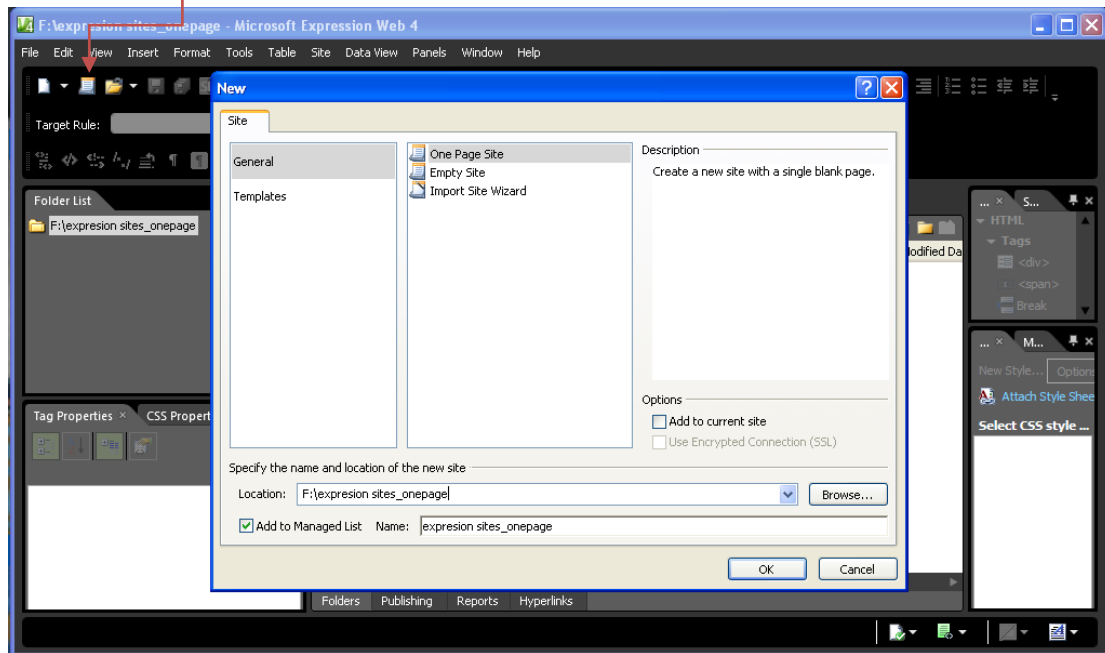 F:\expresion sites_onepage - Microsoft Expression Web 4
File Edit View Insert Format Tools Table Site Data View Panels Window Help
New
Target Rule:
Site
General
Templates
One Page Site
Empty Site
Import Site Wizard
Description
Create a new site with a single blank page.
Folder List
F:\expresion sites_onepage
... × S...
HTML
Tags
<div>
<span>
Break
odified Da
... × M...
New Style... Options
Attach Style Shee
Select CSS style ...
Tag Properties × CSS Propert
Options
Add to current site
Use Encrypted Connection (SSL)
Specify the name and location of the new site
Location: F:\expresion sites_onepage
Browse...
Add to Managed List Name: expresion sites_onepage
OK Cancel
Folders Publishing Reports Hyperlinks